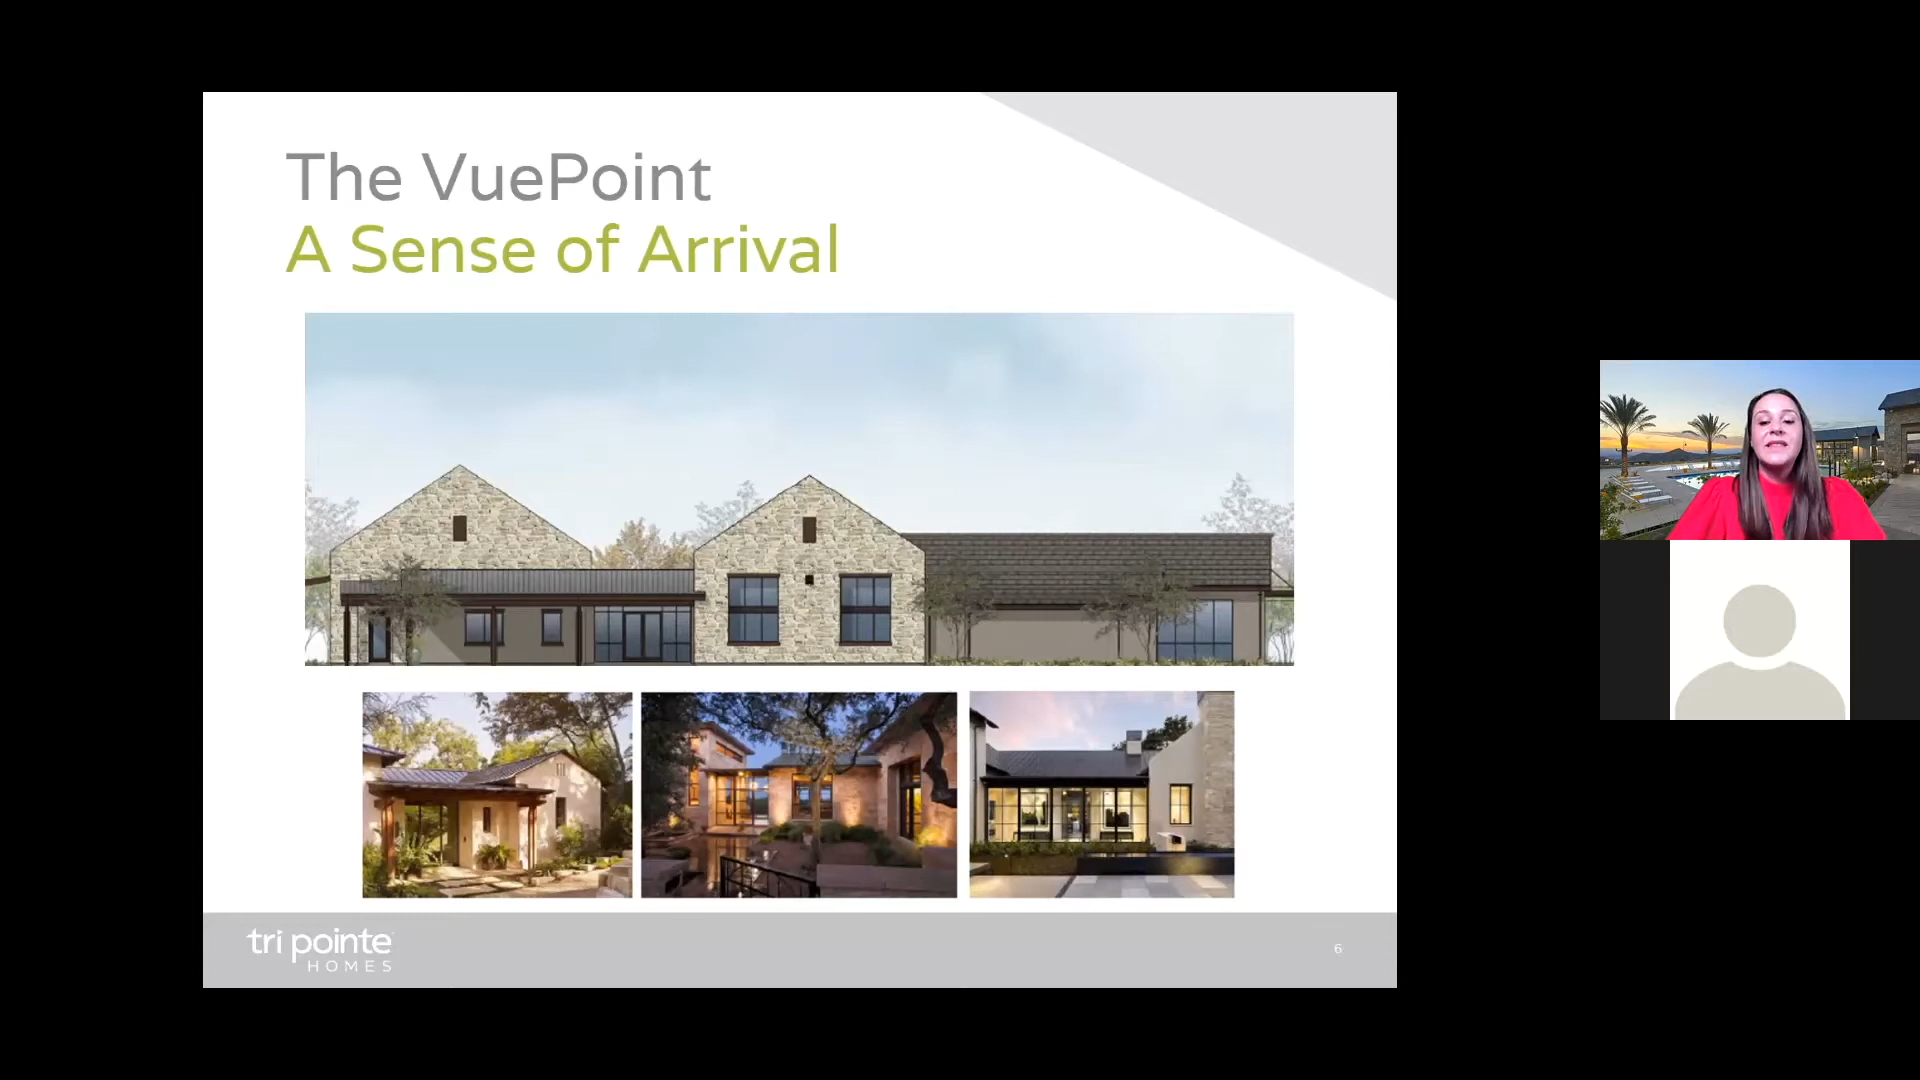 The VuePoint
A Sense of Arrival
tri pointe
HOMES
6